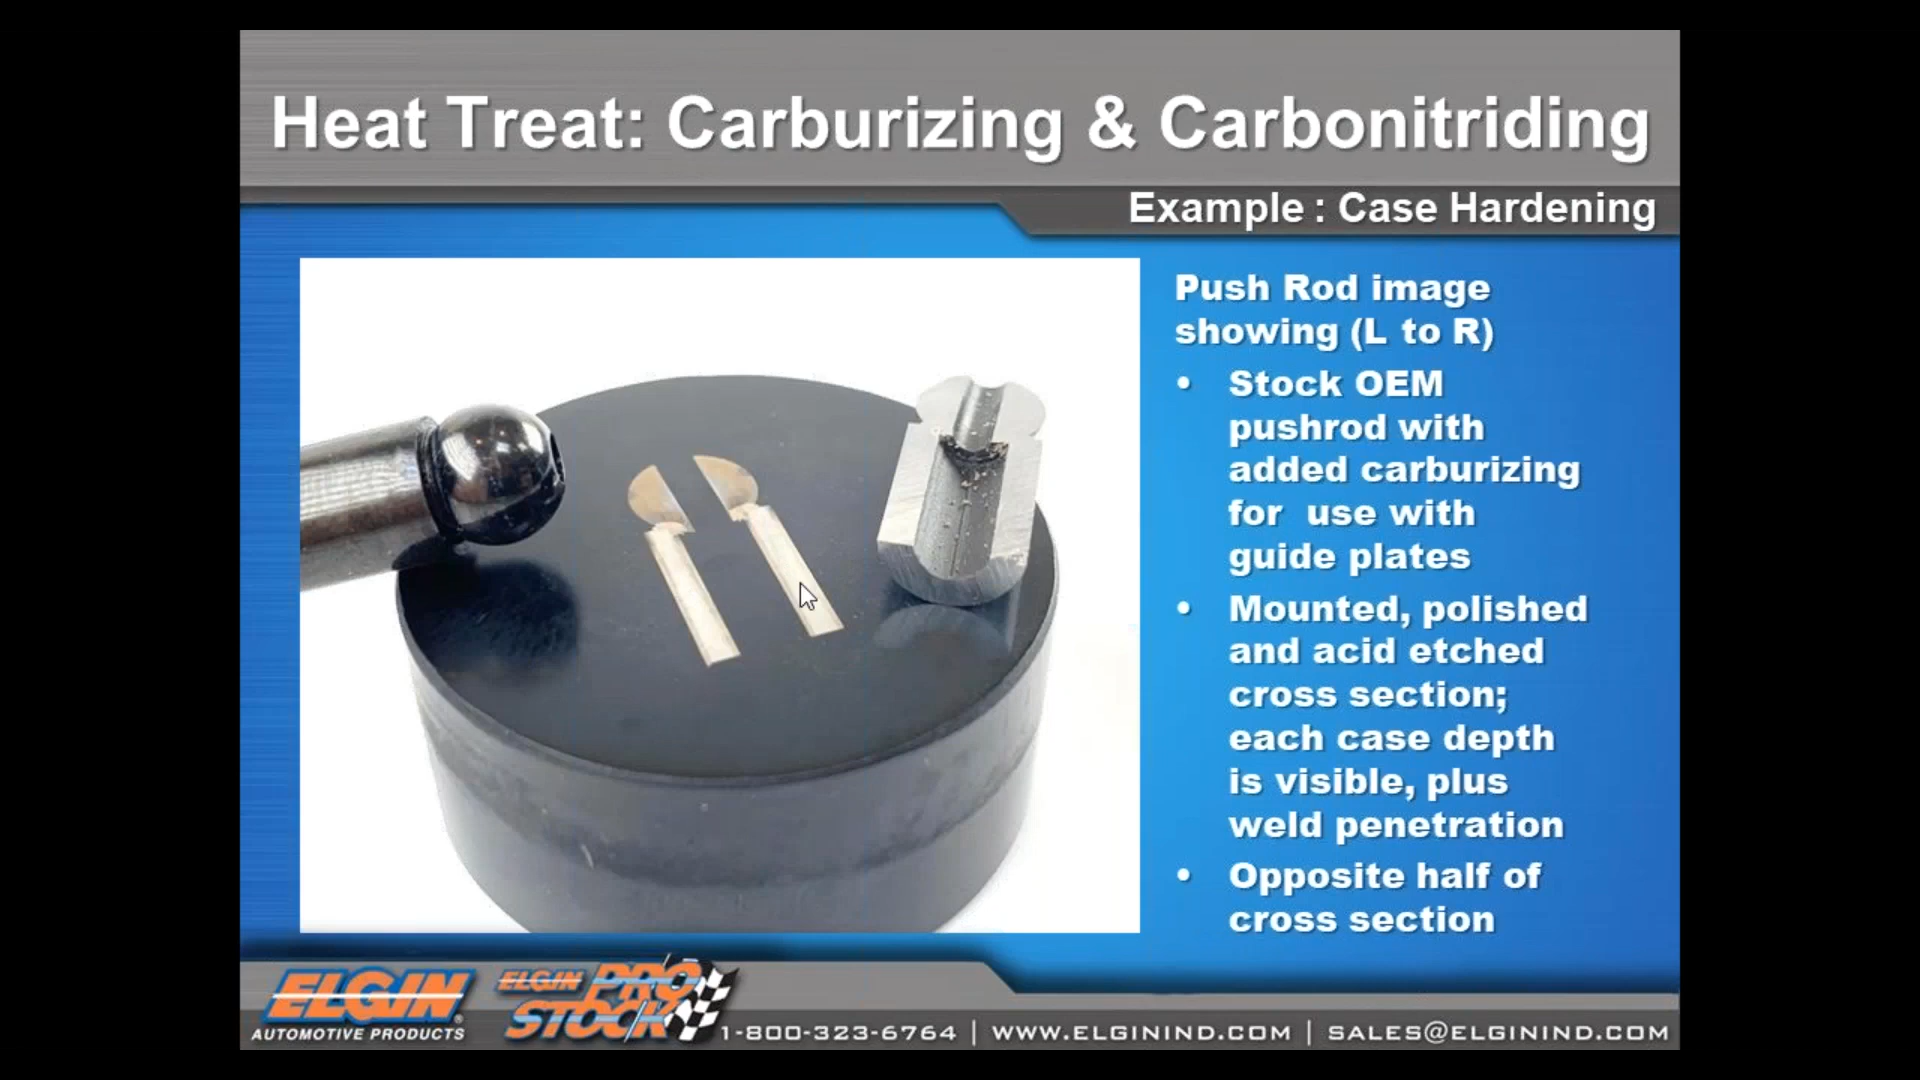 Heat Treat: Carburizing & Carbonitriding
Example : Case Hardening
Push Rod image
showing (L to R)
• Stock OEM
pushrod with
added carburizing
for use with
guide plates
• Mounted, polished
and acid etched
cross section;
each case depth
is visible, plus
weld penetration
• Opposite half of
cross section
ELGIN
AUTOMOTIVE PRODUCTS
ELGIN PRO
STOCK
1-800-323-6764 | WWW.ELGININD.COM | SALES@ELGININD.COM